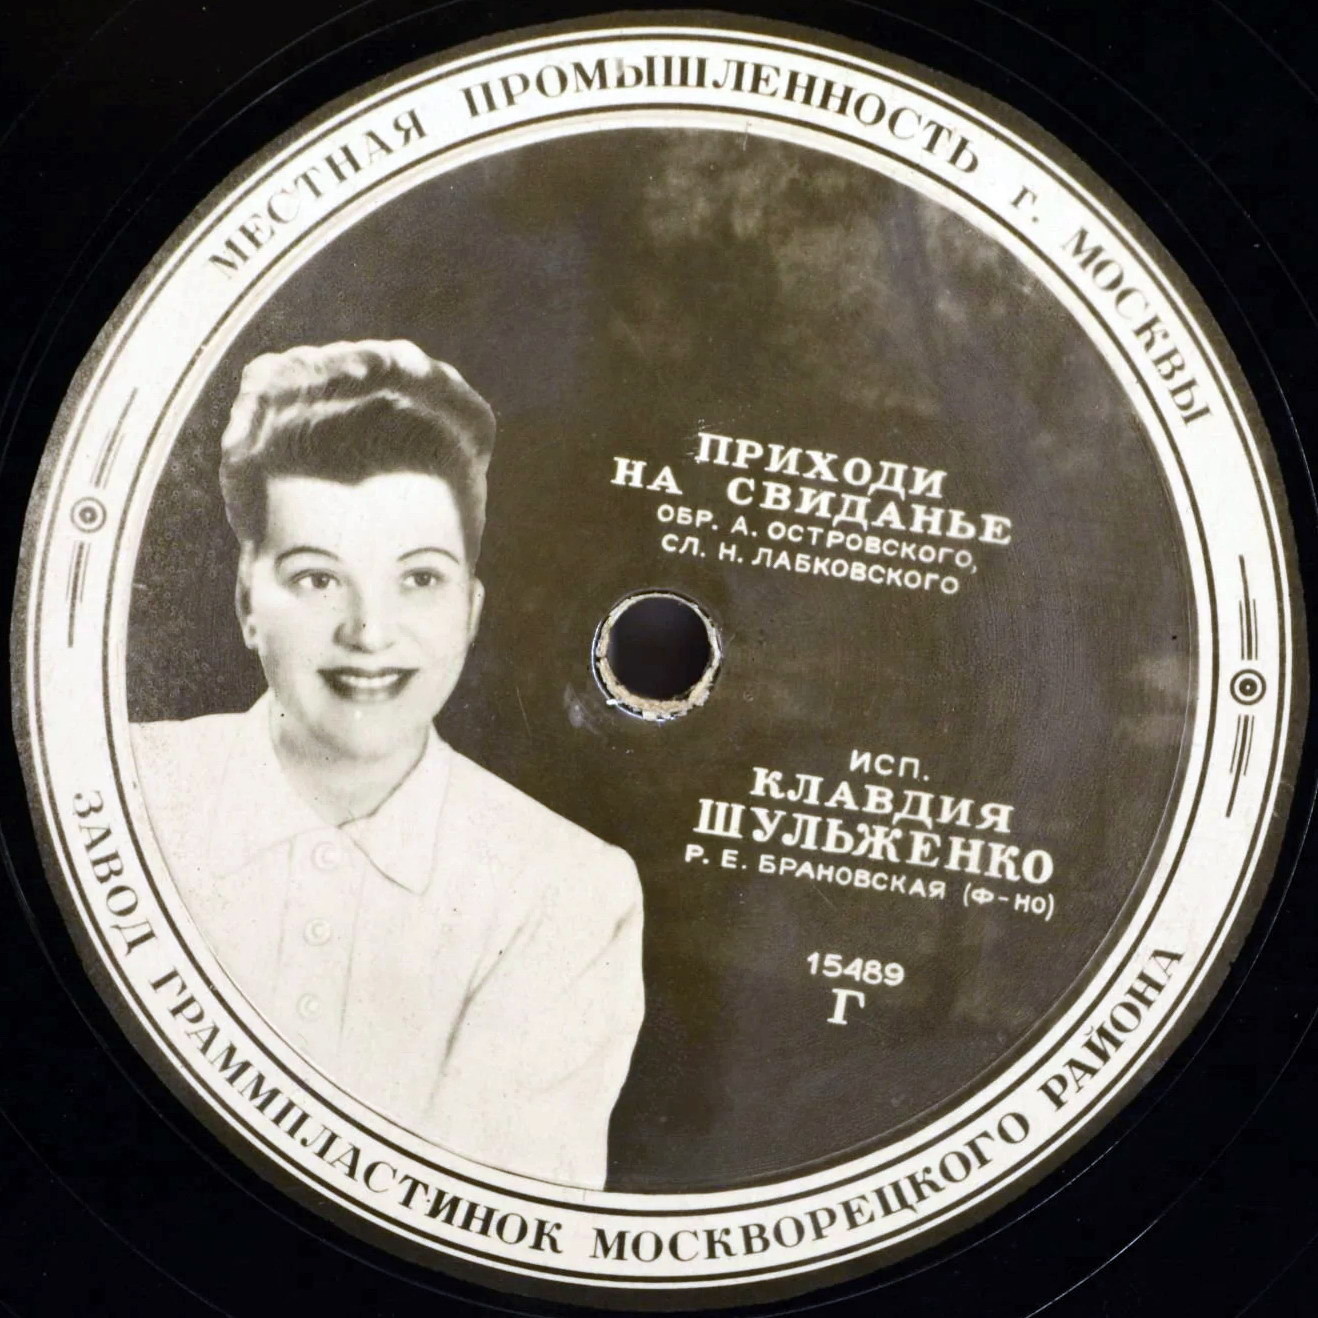 МЕСТНАЯ ПРОМЫШЛЕННОСТЬ г. МОСКВЫ
ПРИХОДИ
НА СВИДАНЬЕ
ОБР. А. ОСТРОВСКОГО,
СЛ. Н. ЛАБКОВСКОГО
ИСП.
КЛАВДИЯ
ШУЛЬЖЕНКО
Р. Е. БРАНОВСКАЯ (Ф-НО)
15489
Г
ЗАВОД ГРАММПЛАСТИНОК МОСКВОРЕЦКОГО РАЙОНА